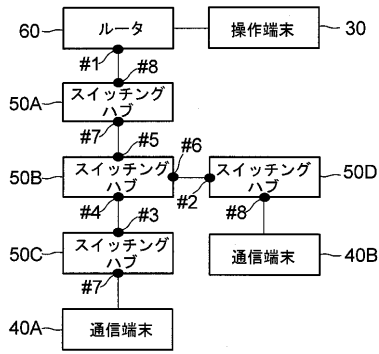 60
ルータ
操作端末
30
#1
#8
50A
スイッチング
ハブ
#7
#5
50B
スイッチング
ハブ
#6
#2
スイッチング
ハブ
50D
#4
#8
#3
50C
スイッチング
ハブ
通信端末
40B
#7
40A
通信端末